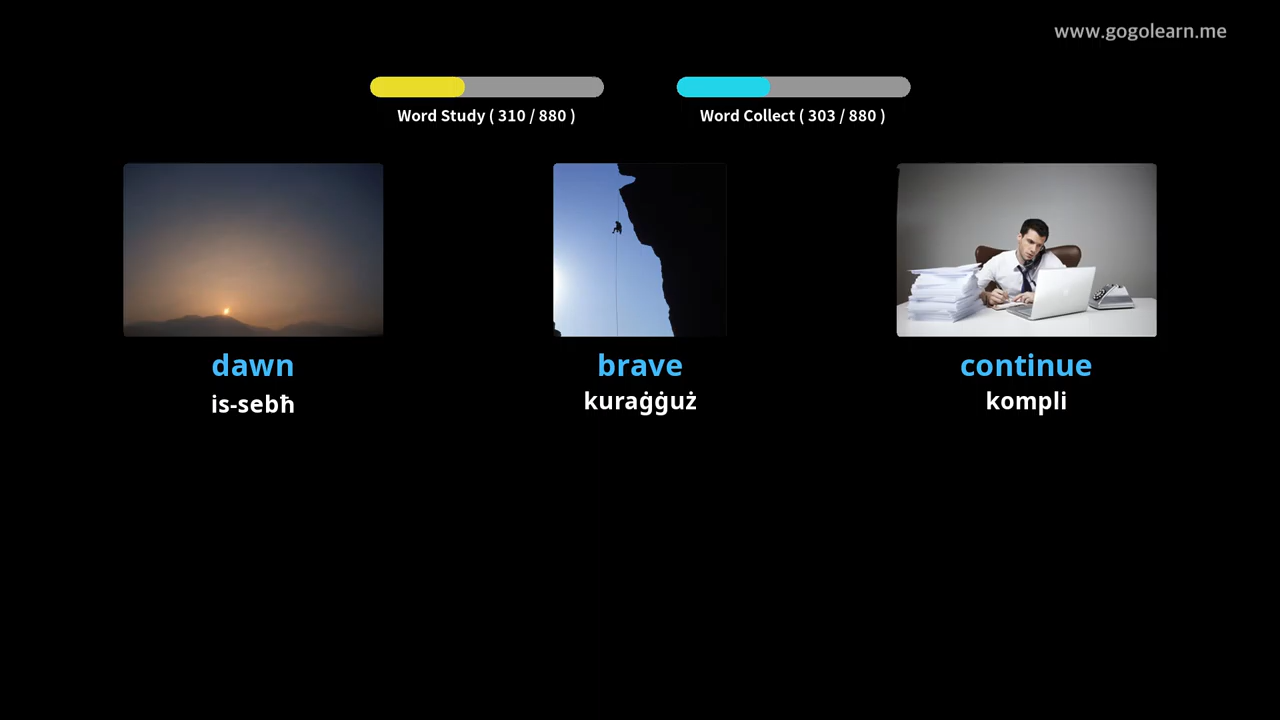 www.gogolearn.me
Word Study ( 310 / 880 )
Word Collect ( 303 / 880 )
dawn
is-sebħ
brave
kuraġġuż
continue
kompli